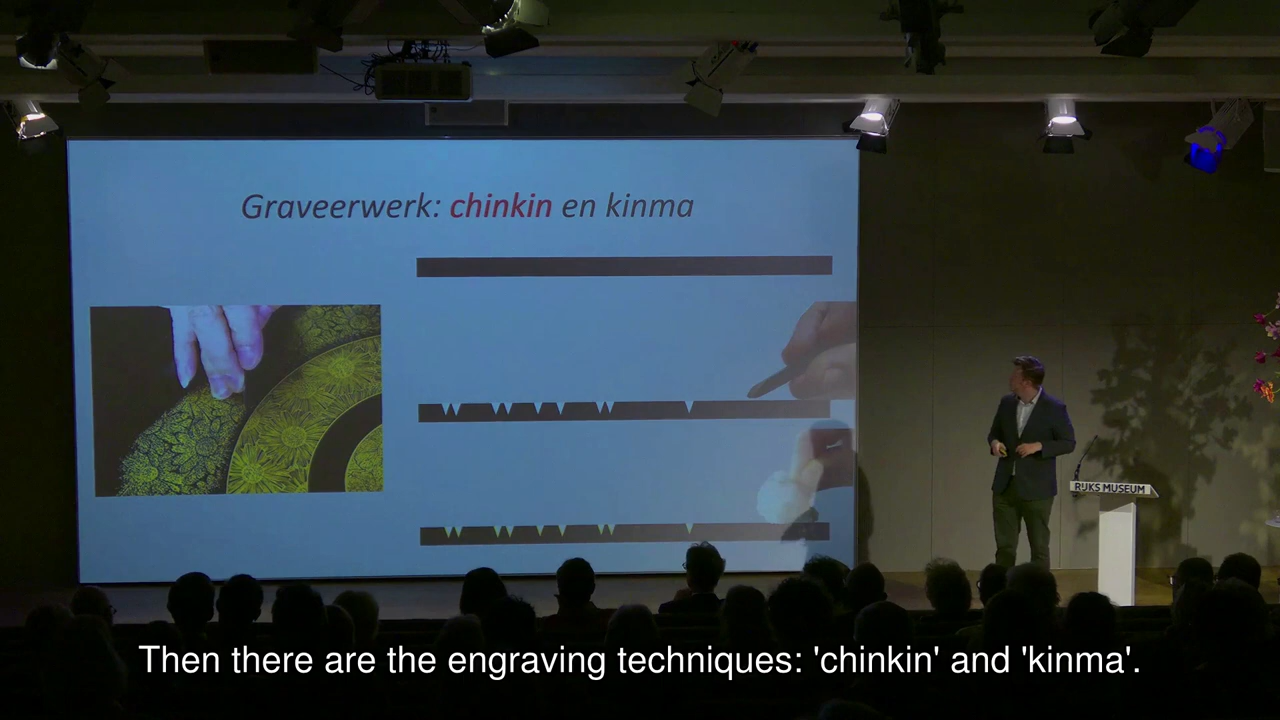 Graveerwerk: chinkin en kinma
RIJKS MUSEUM
Then there are the engraving techniques: 'chinkin' and 'kinma'.